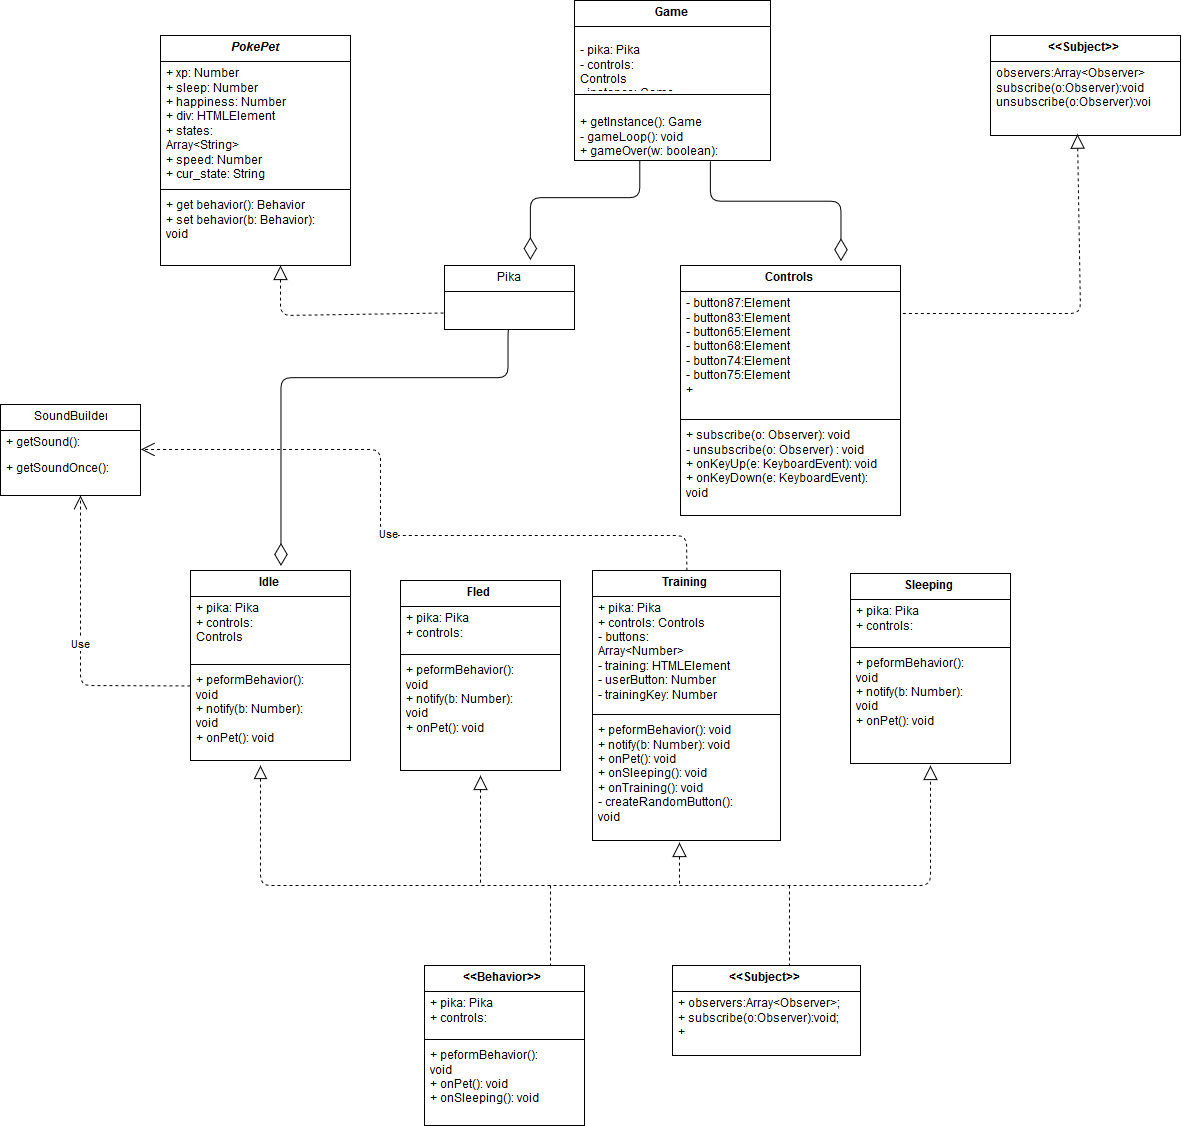 Game
- pika: Pika
- controls:
Controls
- instance: Game
+ getInstance(): Game
- gameLoop(): void
+ gameOver(w: boolean):
PokePet
+ xp: Number
+ sleep: Number
+ happiness: Number
+ div: HTMLElement
+ states:
Array<String>
+ speed: Number
+ cur_state: String
+ get behavior(): Behavior
+ set behavior(b: Behavior):
void
<<Subject>>
observers:Array<Observer>
subscribe(o:Observer):void
unsubscribe(o:Observer):voi
Pika
Controls
- button87:Element
- button83:Element
- button65:Element
- button68:Element
- button74:Element
- button75:Element
+
+ subscribe(o: Observer): void
- unsubscribe(o: Observer) : void
+ onKeyUp(e: KeyboardEvent): void
+ onKeyDown(e: KeyboardEvent):
void
SoundBuilder
+ getSound():
+ getSoundOnce():
Use
Use
Idle
+ pika: Pika
+ controls:
Controls
+ peformBehavior():
void
+ notify(b: Number):
void
+ onPet(): void
Fled
+ pika: Pika
+ controls:
+ peformBehavior():
void
+ notify(b: Number):
void
+ onPet(): void
Training
+ pika: Pika
+ controls: Controls
- buttons:
Array<Number>
- training: HTMLElement
- userButton: Number
- trainingKey: Number
+ peformBehavior(): void
+ notify(b: Number): void
+ onPet(): void
+ onSleeping(): void
+ onTraining(): void
- createRandomButton():
void
Sleeping
+ pika: Pika
+ controls:
+ peformBehavior():
void
+ notify(b: Number):
void
+ onPet(): void
<<Behavior>>
+ pika: Pika
+ controls:
+ peformBehavior():
void
+ onPet(): void
+ onSleeping(): void
<<Subject>>
+ observers:Array<Observer>;
+ subscribe(o:Observer):void;
+